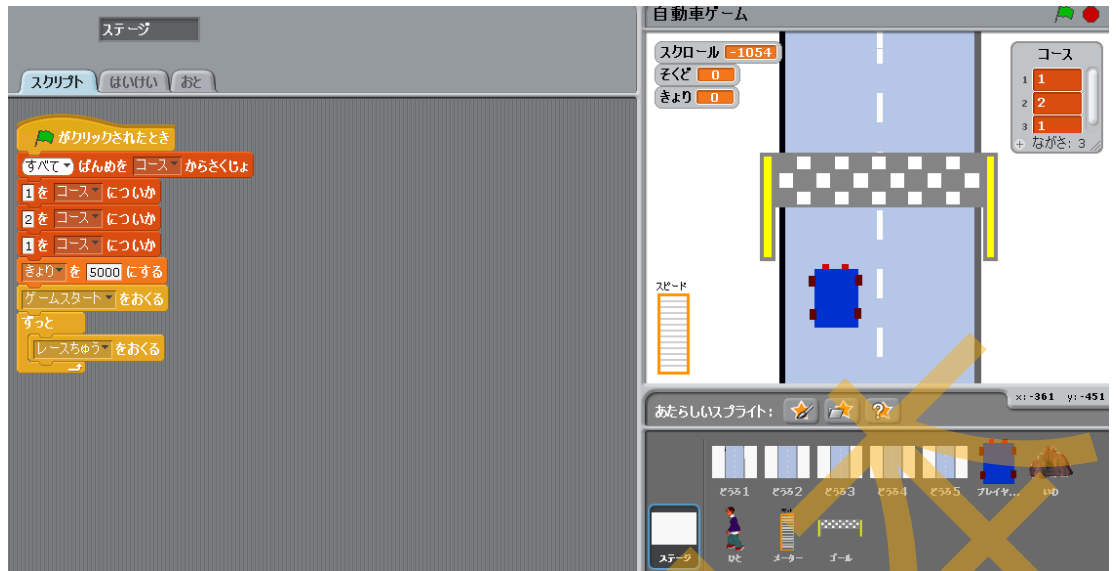 ステージ
スクリプト はいけい おと
がクリックされたとき
すべて ばんめを コース からさくじょ
1 を コース についか
2 を コース についか
1 を コース についか
きょり を 5000 にする
ゲームスタート をおくる
ずっと
レースちゅう をおくる
自動車ゲーム
スクロール -1054
そくど 0
きょり 0
コース
1 1
2 2
3 1
+ ながさ: 3
スピード
x: -361 y: -451
あたらしいスプライト:
どうろ1 どうろ2 どうろ3 どうろ4 どうろ5 プレイヤ... いわ
ステージ ひと メーター ゴール